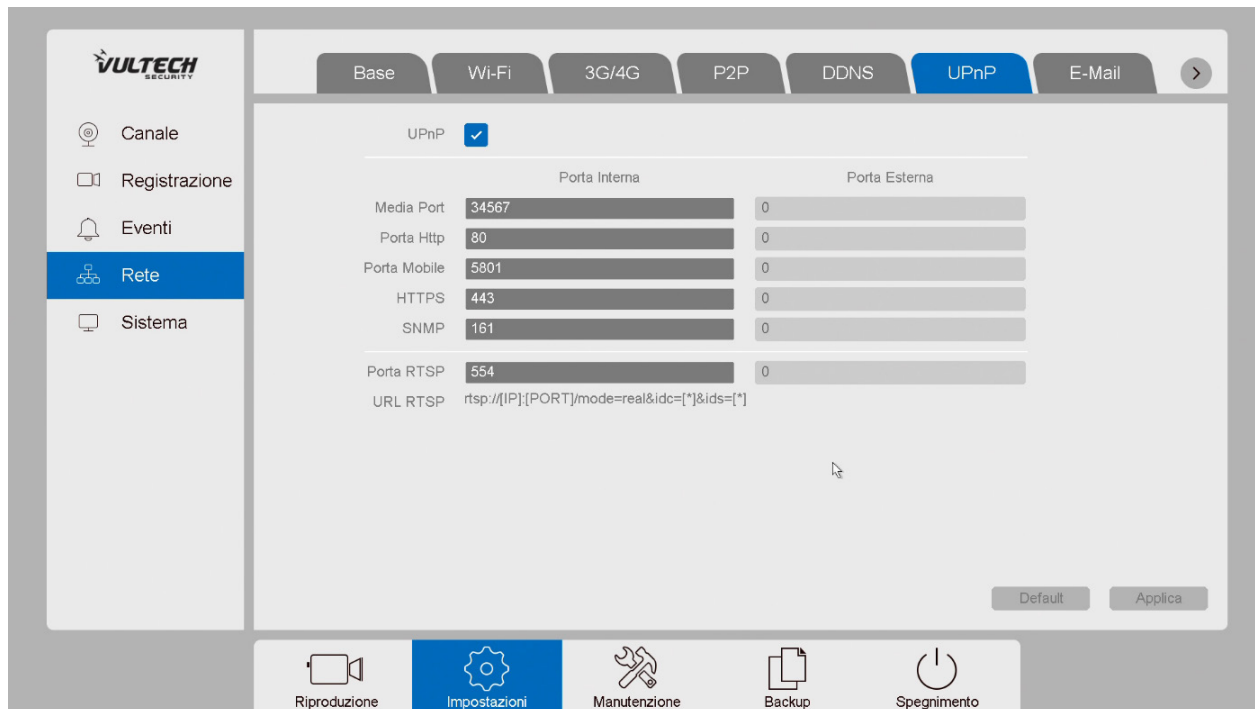 VULTECH
SECURITY
Base Wi-Fi 3G/4G P2P DDNS UPnP E-Mail
Canale
Registrazione
Eventi
Rete
Sistema
UPnP
Porta Interna Porta Esterna
Media Port 34567 0
Porta Http 80 0
Porta Mobile 5801 0
HTTPS 443 0
SNMP 161 0
Porta RTSP 554 0
URL RTSP rtsp://[IP]:[PORT]/mode=real&idc=[*]&ids=[*]
Default Applica
Riproduzione Impostazioni Manutenzione Backup Spegnimento